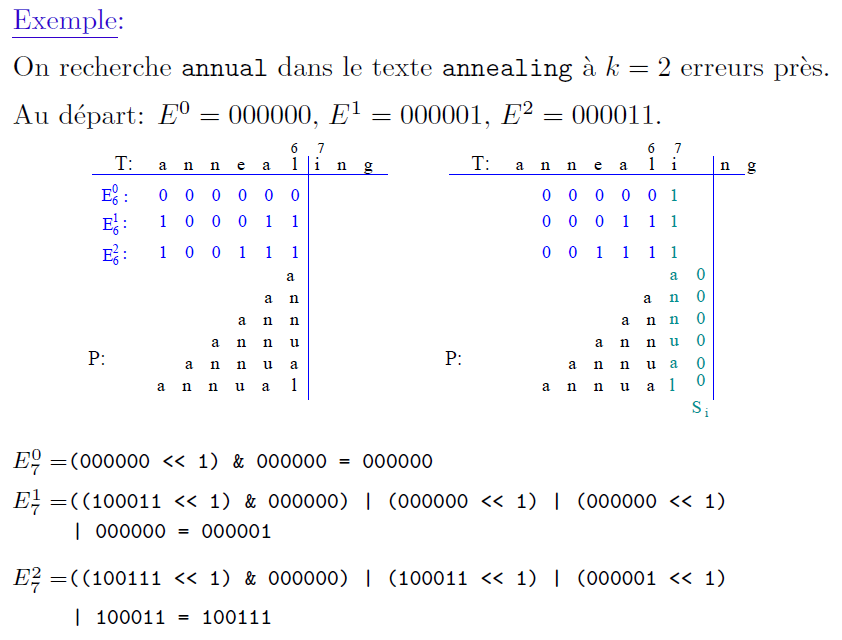 Exemple:
On recherche annual dans le texte annealing à k = 2 erreurs près.
Au départ: E⁰ = 000000, E¹ = 000001, E² = 000011.
6 7
T: a n n e a l i n g
E⁰₆: 0 0 0 0 0 0
E¹₆: 1 0 0 0 1 1
E²₆: 1 0 0 1 1 1
a
a n
a n n
a n n u
P:
a n n u a
a n n u a l
6 7
T: a n n e a l i n g
0 0 0 0 0 1
0 0 0 1 1 1
0 0 1 1 1 1
a 0
a n 0
a n n 0
a n n u 0
P:
a n n u a 0
a n n u a l 0
S i
E⁰₇ =(000000 << 1) & 000000 = 000000
E¹₇ =((100011 << 1) & 000000) | (000000 << 1) | (000000 << 1)
| 000000 = 000001
E²₇ =((100111 << 1) & 000000) | (100011 << 1) | (000001 << 1)
| 100011 = 100111